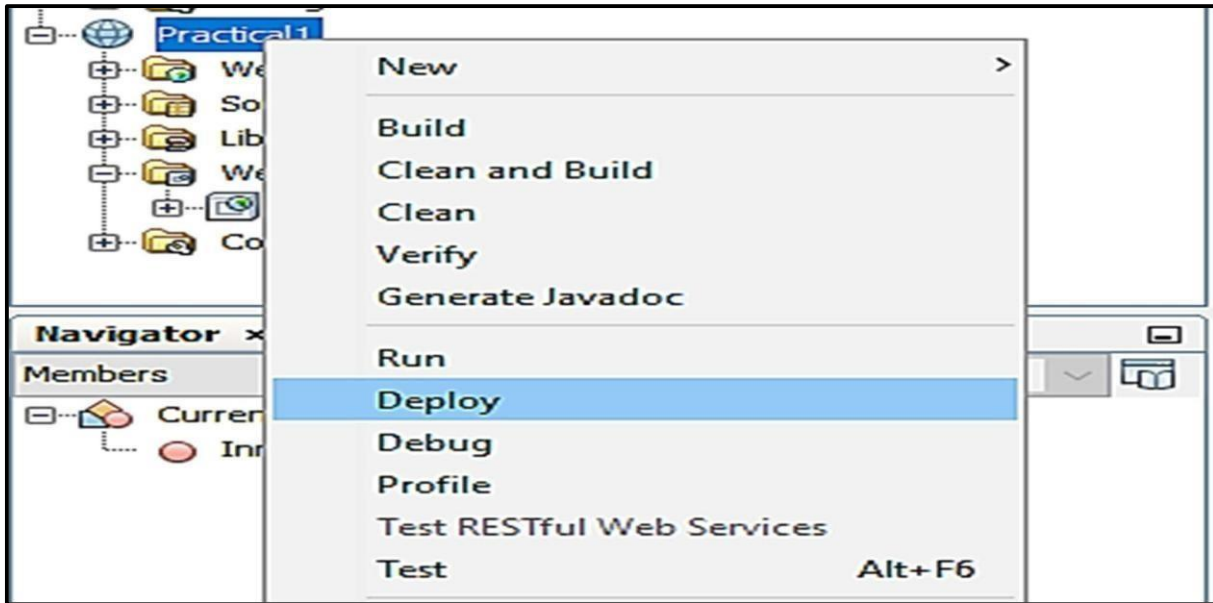 Practical1
We
New >
So
Build
Lib
Clean and Build
We
Clean
Co
Verify
Generate Javadoc
Navigator ×
Run
Members
Deploy
Curren
Debug
Profile
Test RESTful Web Services
Test Alt+F6